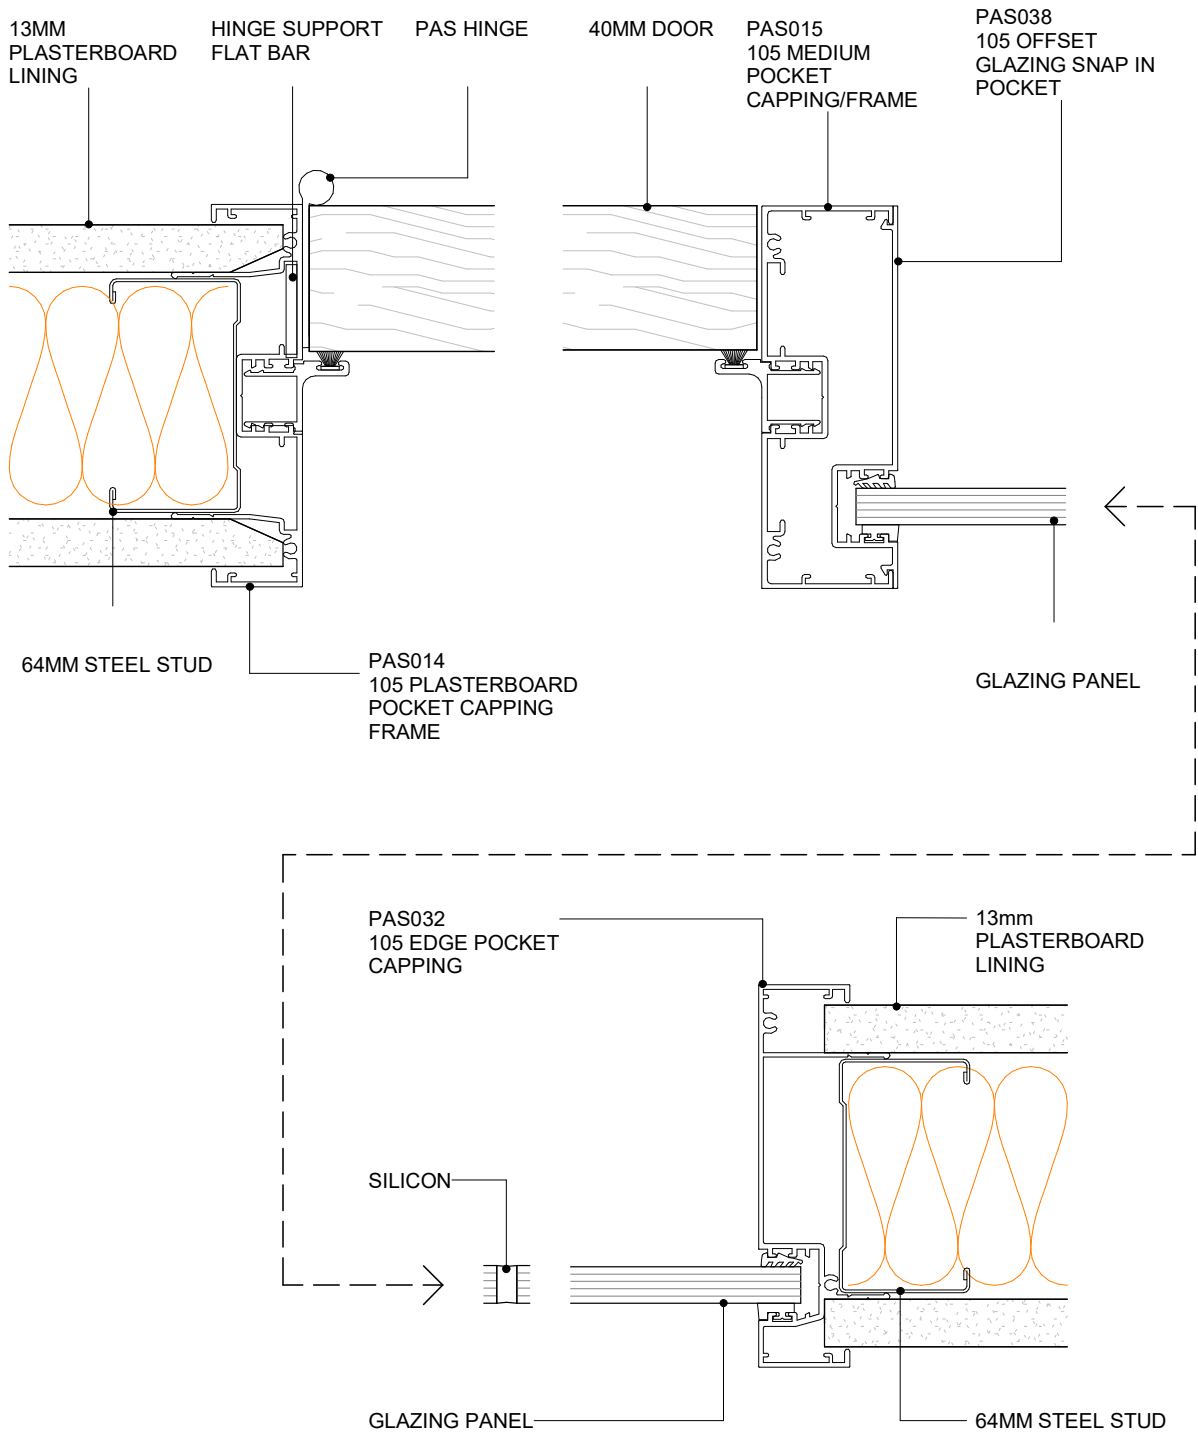 13MM
PLASTERBOARD
LINING
HINGE SUPPORT
FLAT BAR
PAS HINGE
40MM DOOR
PAS015
105 MEDIUM
POCKET
CAPPING/FRAME
PAS038
105 OFFSET
GLAZING SNAP IN
POCKET
64MM STEEL STUD
PAS014
105 PLASTERBOARD
POCKET CAPPING
FRAME
GLAZING PANEL
PAS032
105 EDGE POCKET
CAPPING
13mm
PLASTERBOARD
LINING
SILICON
GLAZING PANEL
64MM STEEL STUD